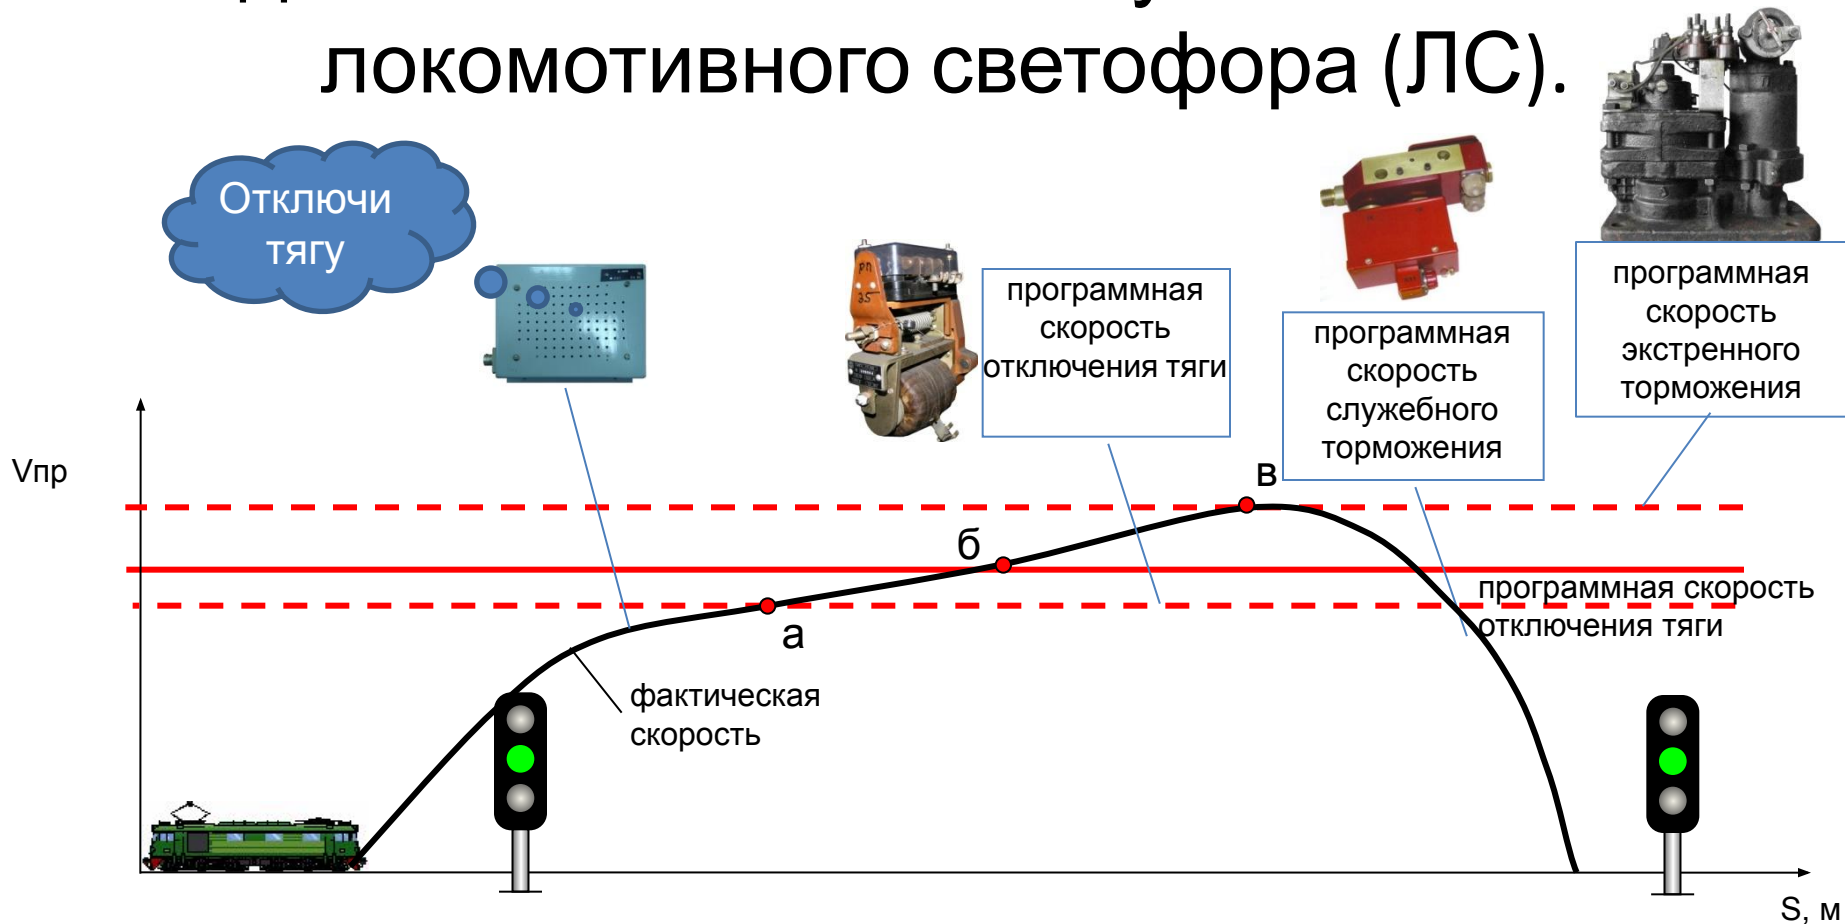 локомотивного светофора (ЛС).
Отключи
тягу
программная
скорость
отключения тяги
программная
скорость
служебного
торможения
программная
скорость
экстренного
торможения
Vпр
в
б
а
программная скорость
отключения тяги
фактическая
скорость
S, м